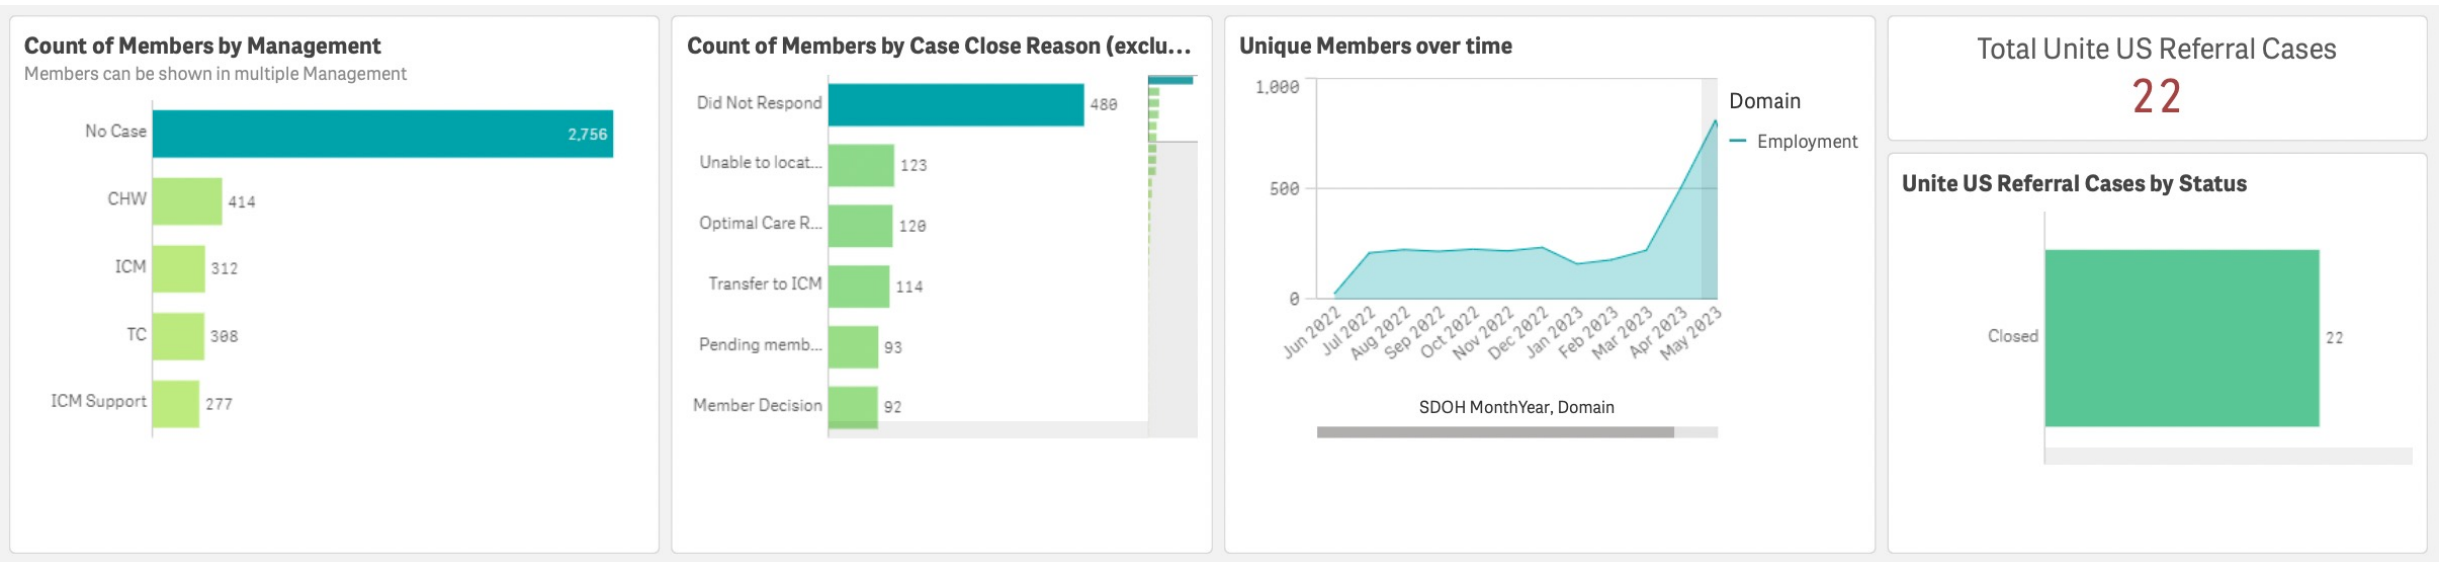 Count of Members by Management
Members can be shown in multiple Management
No Case
2,756
CHW
414
ICM
312
TC
308
ICM Support
277
Count of Members by Case Close Reason (exclu...
Did Not Respond
480
Unable to locat...
123
Optimal Care R...
120
Transfer to ICM
114
Pending memb...
93
Member Decision
92
Unique Members over time
1,000
500
0
Jun 2022
Jul 2022
Aug 2022
Sep 2022
Oct 2022
Nov 2022
Dec 2022
Jan 2023
Feb 2023
Mar 2023
Apr 2023
May 2023
SDOH MonthYear, Domain
Domain
Employment
Total Unite US Referral Cases
22
Unite US Referral Cases by Status
Closed
22